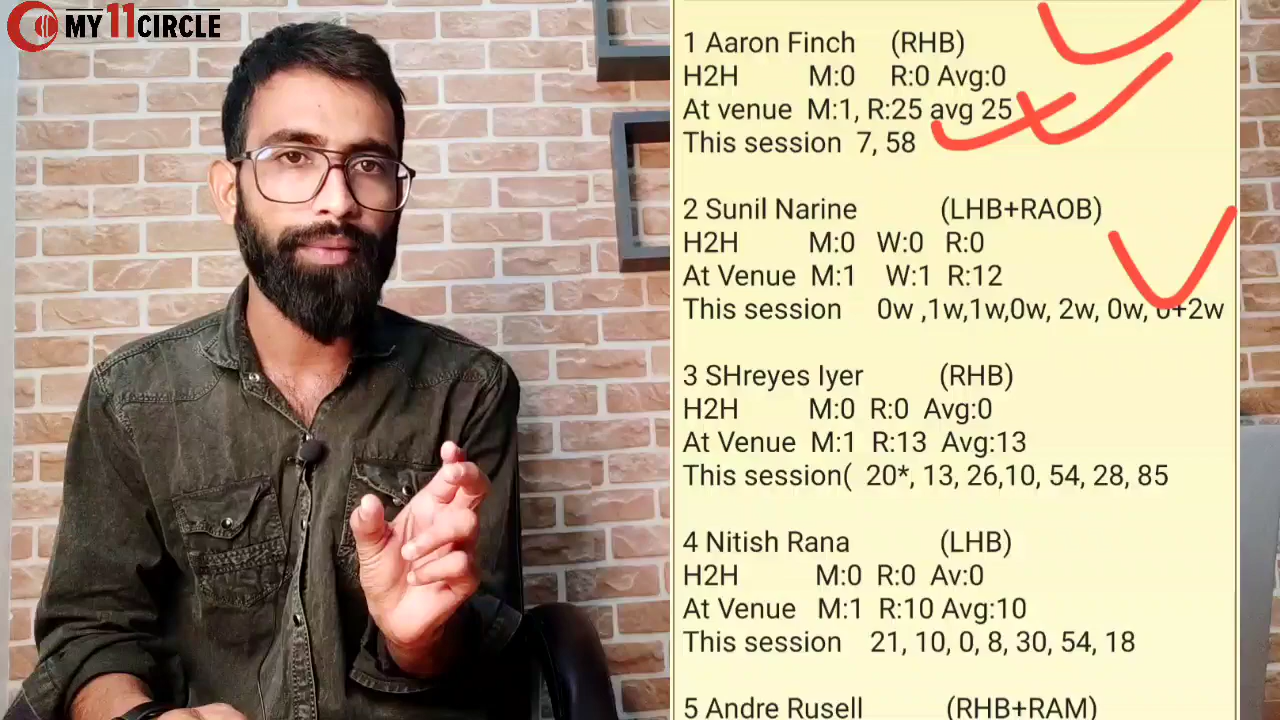 MY11CIRCLE
1 Aaron Finch (RHB)
H2H M:0 R:0 Avg:0
At venue M:1, R:25 avg 25
This session 7, 58
2 Sunil Narine (LHB+RAOB)
H2H M:0 W:0 R:0
At Venue M:1 W:1 R:12
This session 0w ,1w,1w,0w, 2w, 0w, 0+2w
3 SHreyes Iyer (RHB)
H2H M:0 R:0 Avg:0
At Venue M:1 R:13 Avg:13
This session( 20*, 13, 26,10, 54, 28, 85
4 Nitish Rana (LHB)
H2H M:0 R:0 Av:0
At Venue M:1 R:10 Avg:10
This session 21, 10, 0, 8, 30, 54, 18
5 Andre Rusell (RHB+RAM)